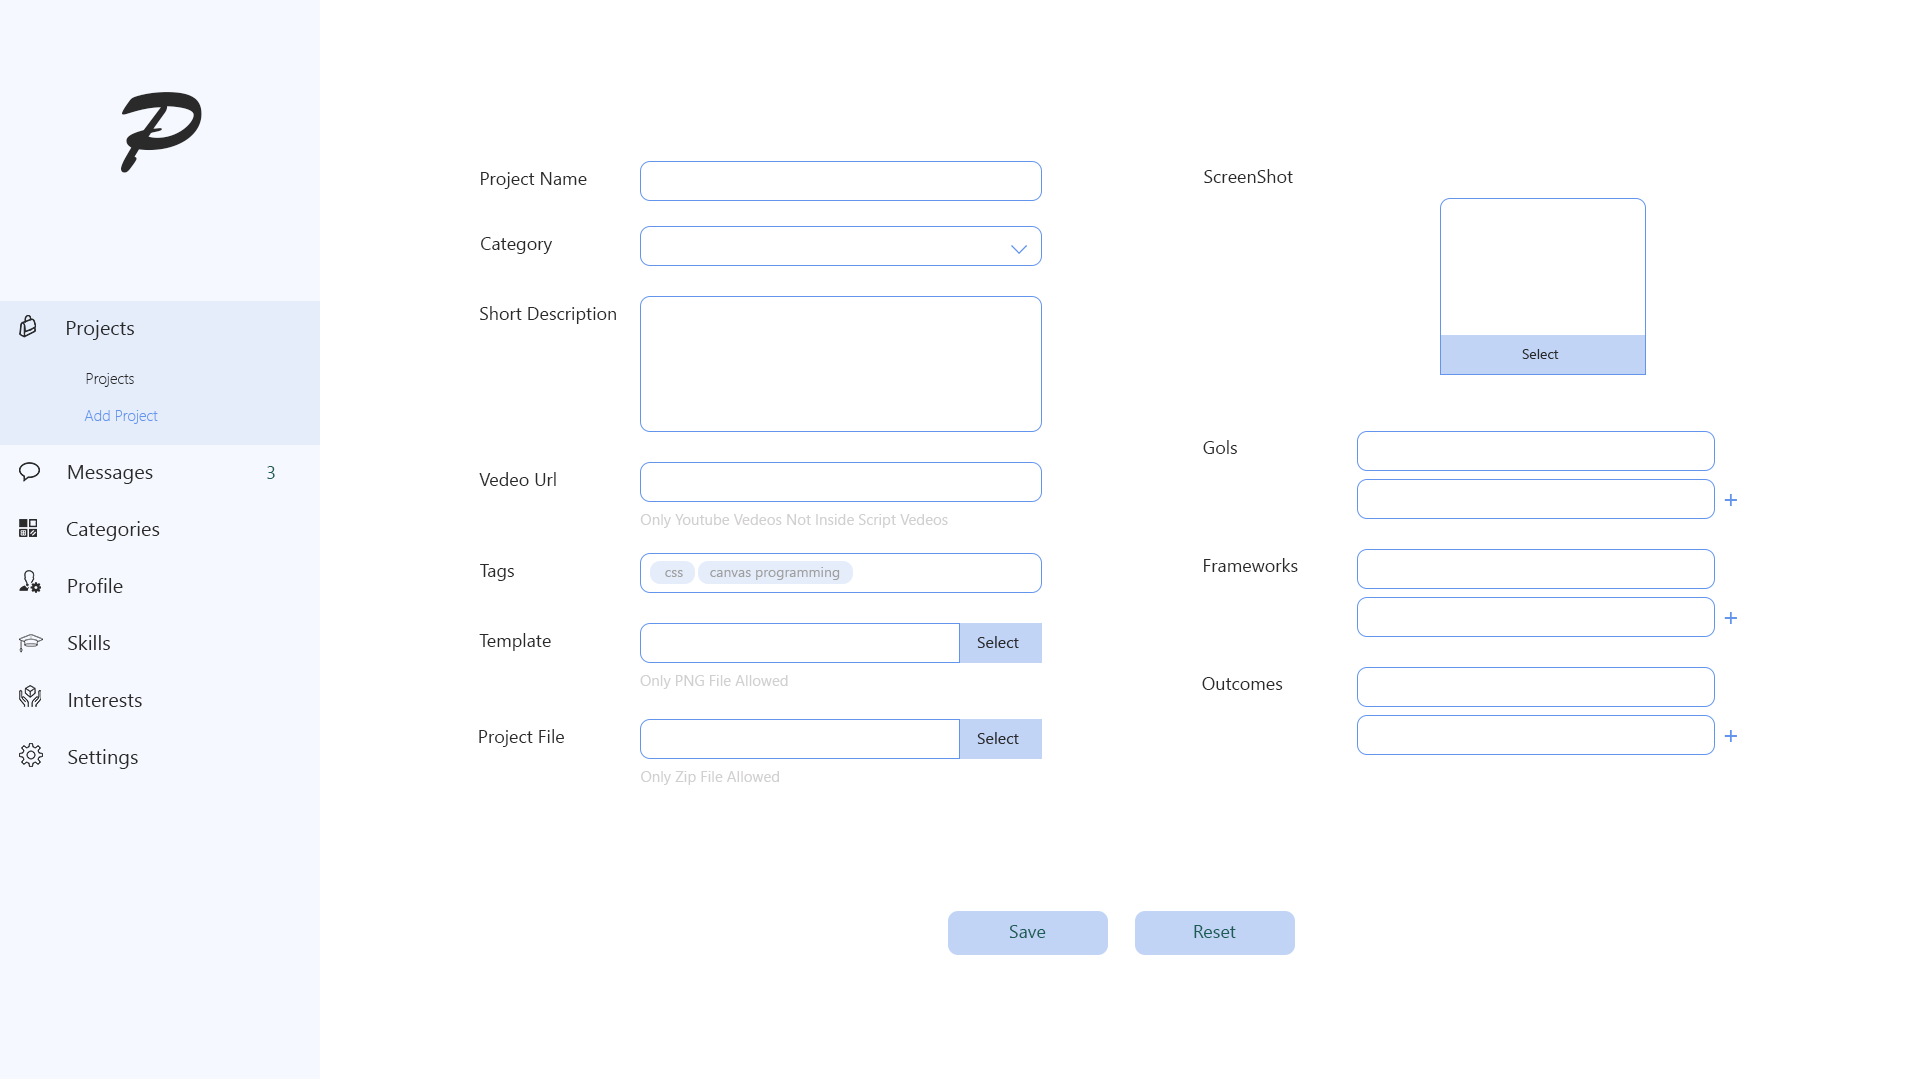 P
Projects
Projects
Add Project
Messages 3
Categories
Profile
Skills
Interests
Settings
Project Name
Category
Short Description
Vedeo Url
Only Youtube Vedeos Not Inside Script Vedeos
Tags
css canvas programming
Template
Select
Only PNG File Allowed
Project File
Select
Only Zip File Allowed
ScreenShot
Select
Gols
+
Frameworks
+
Outcomes
+
Save
Reset